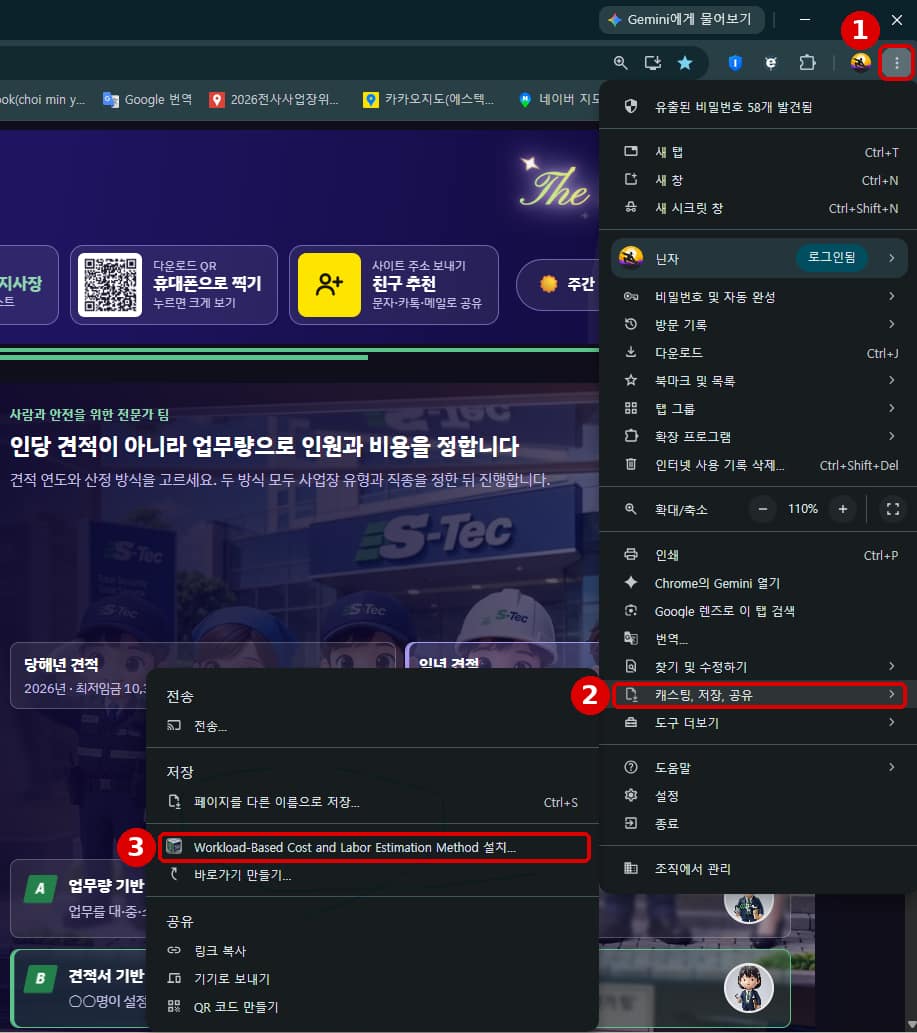 Gemini에게 물어보기
1
ok(choi min y...
Google 번역
2026전사사업장위...
카카오지도(에스텍...
네이버 지도
유출된 비밀번호 58개 발견됨
새 탭 Ctrl+T
새 창 Ctrl+N
새 시크릿 창 Ctrl+Shift+N
닌자 로그인됨
비밀번호 및 자동 완성
방문 기록
다운로드 Ctrl+J
북마크 및 목록
탭 그룹
확장 프로그램
인터넷 사용 기록 삭제... Ctrl+Shift+Del
확대/축소 − 110% +
인쇄 Ctrl+P
Chrome의 Gemini 열기
Google 렌즈로 이 탭 검색
번역...
찾기 및 수정하기
2
캐스팅, 저장, 공유
도구 더보기
도움말
설정
종료
조직에서 관리
The
지사장
스트
다운로드 QR
휴대폰으로 찍기
누르면 크게 보기
사이트 주소 보내기
친구 추천
문자·카톡·메일로 공유
주간
사람과 안전을 위한 전문가 팀
인당 견적이 아니라 업무량으로 인원과 비용을 정합니다
견적 연도와 산정 방식을 고르세요. 두 방식 모두 사업장 유형과 직종을 정한 뒤 진행합니다.
S-Tec
S-Tec
S-Tec
S-Tec
S-Tec
당해년 견적
2026년 · 최저임금 10,3
익년 견적
전송
전송...
저장
페이지를 다른 이름으로 저장... Ctrl+S
3
Workload-Based Cost and Labor Estimation Method 설치...
바로가기 만들기...
공유
링크 복사
기기로 보내기
QR 코드 만들기
A
업무량 기반
업무를 대·중·소
B
견적서 기반
○○명이 설정